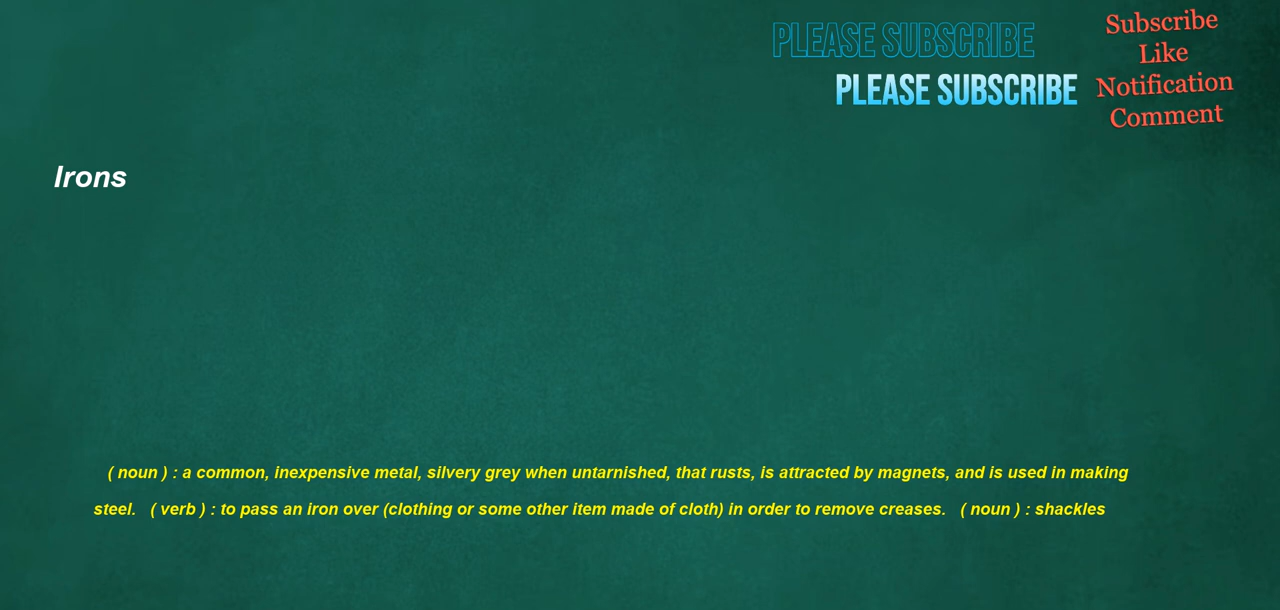 PLEASE SUBSCRIBE
PLEASE SUBSCRIBE
Subscribe
Like
Notification
Comment
Irons
( noun ) : a common, inexpensive metal, silvery grey when untarnished, that rusts, is attracted by magnets, and is used in making
steel. ( verb ) : to pass an iron over (clothing or some other item made of cloth) in order to remove creases. ( noun ) : shackles